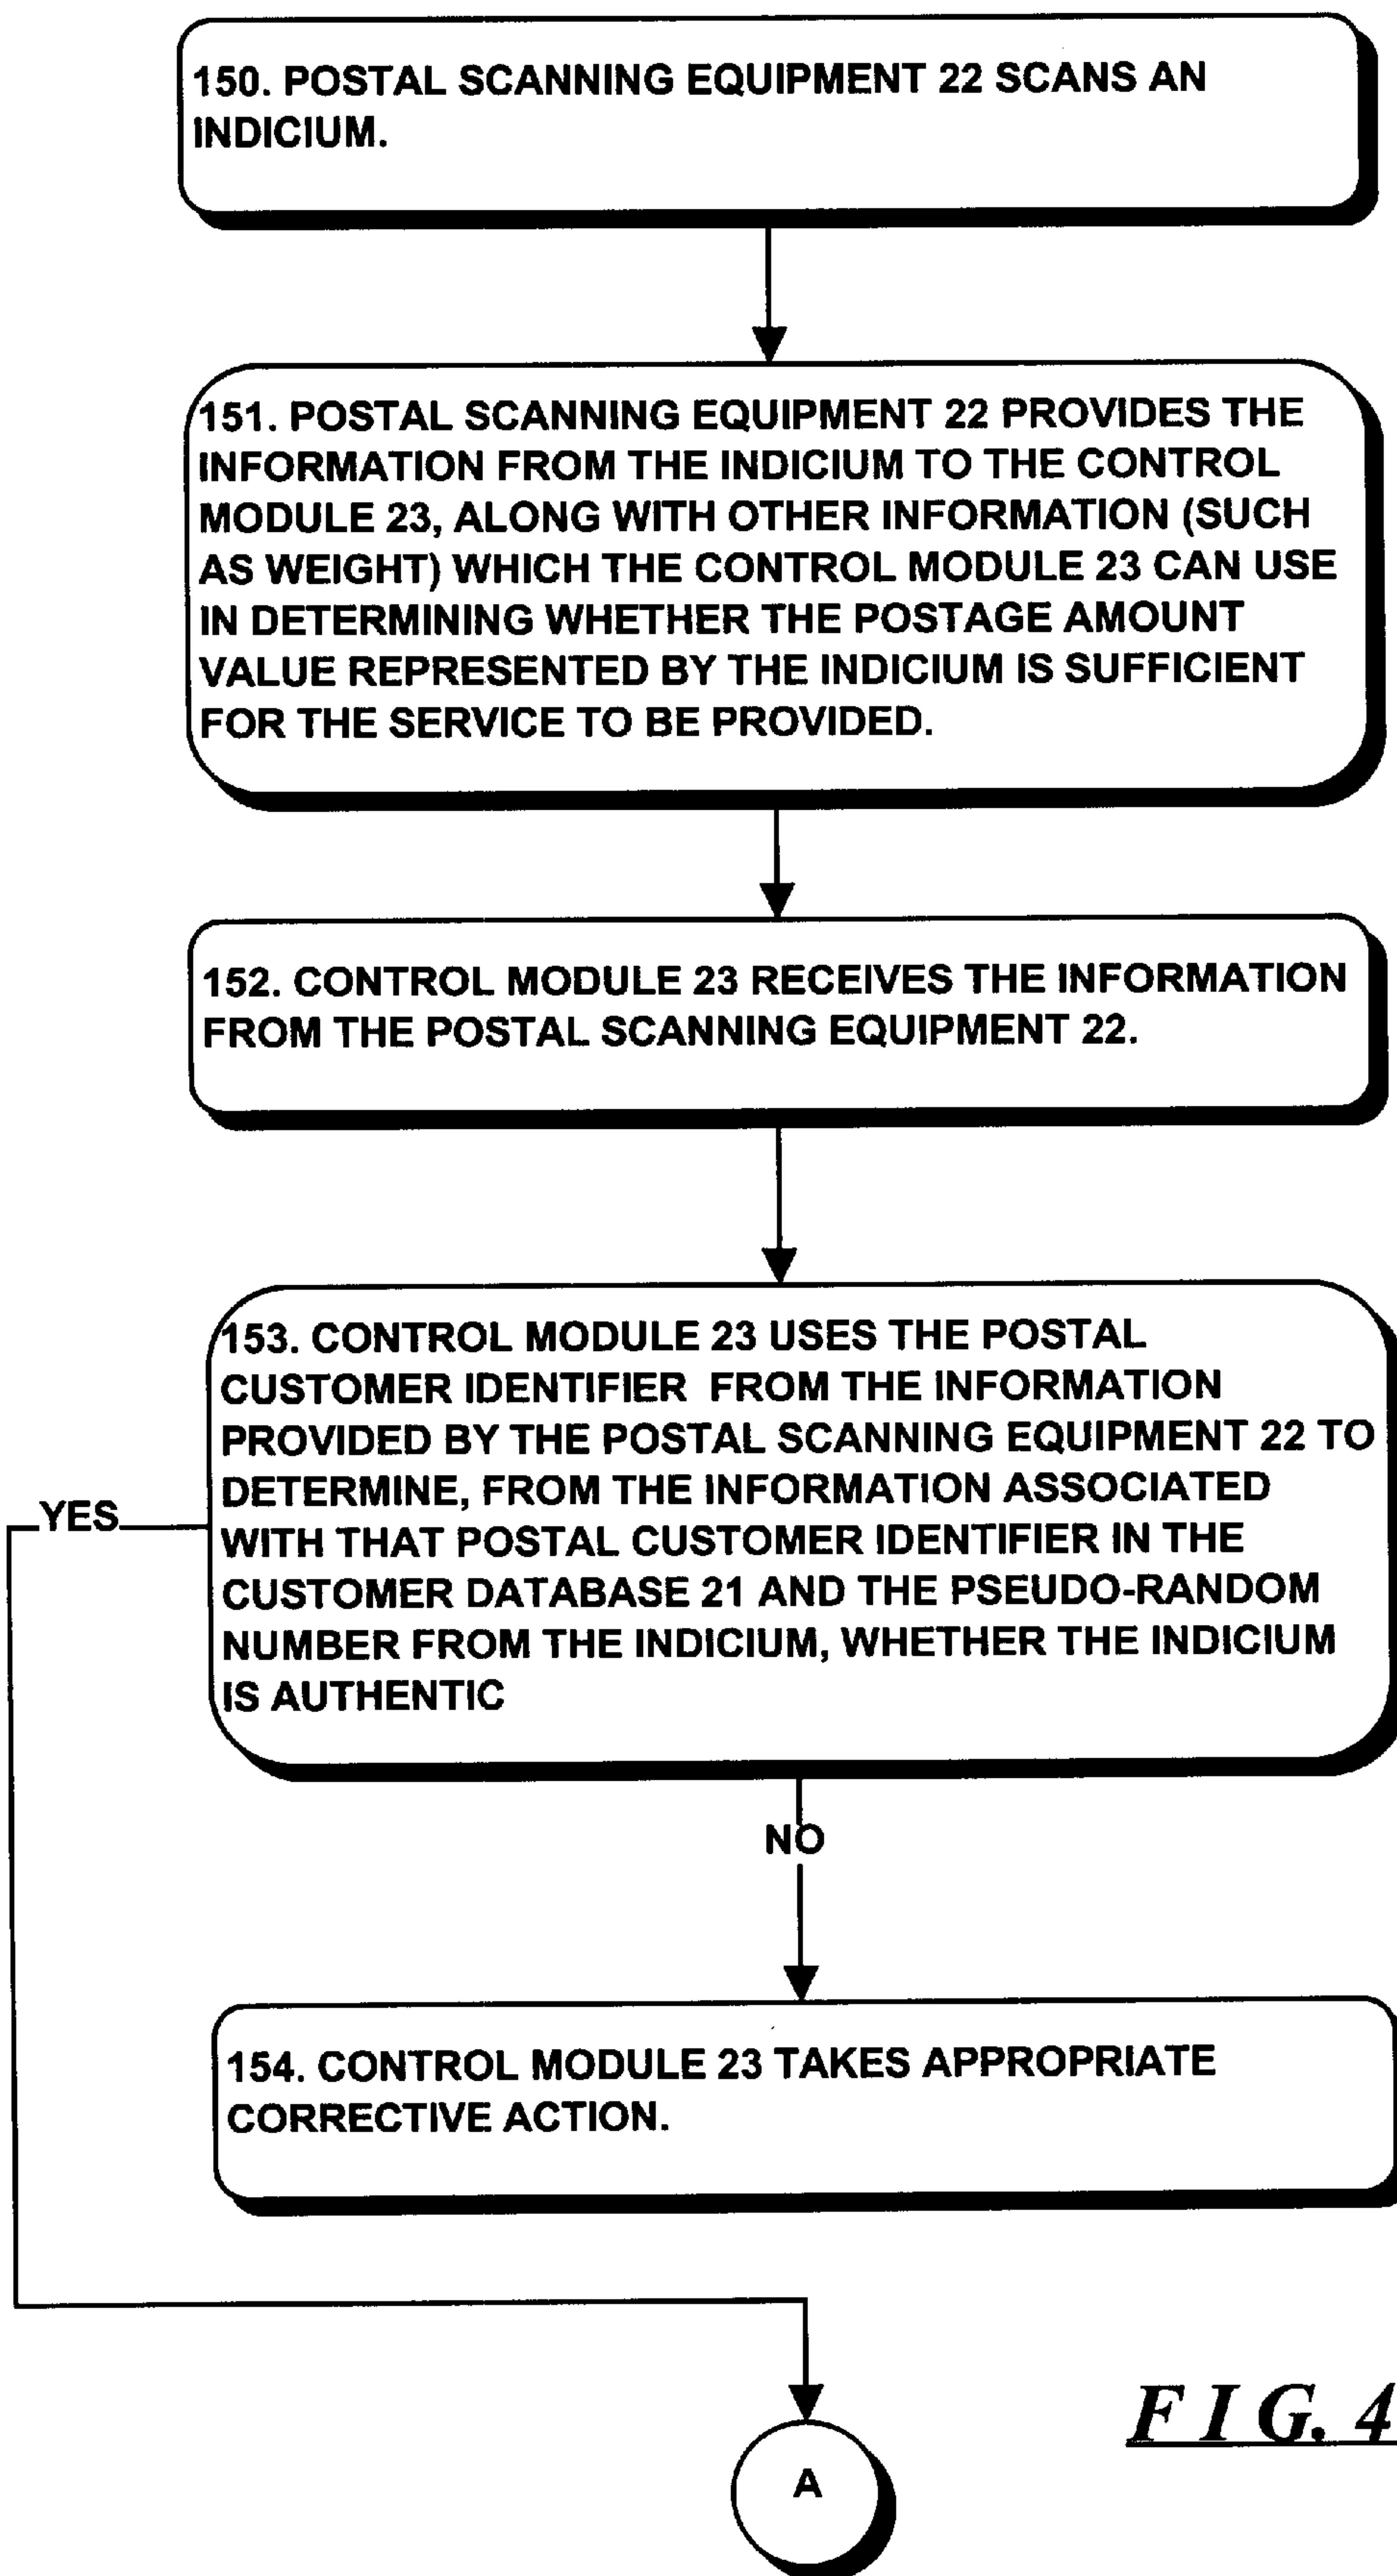 150. POSTAL SCANNING EQUIPMENT 22 SCANS AN
INDICIUM.
151. POSTAL SCANNING EQUIPMENT 22 PROVIDES THE
INFORMATION FROM THE INDICIUM TO THE CONTROL
MODULE 23, ALONG WITH OTHER INFORMATION (SUCH
AS WEIGHT) WHICH THE CONTROL MODULE 23 CAN USE
IN DETERMINING WHETHER THE POSTAGE AMOUNT
VALUE REPRESENTED BY THE INDICIUM IS SUFFICIENT
FOR THE SERVICE TO BE PROVIDED.
152. CONTROL MODULE 23 RECEIVES THE INFORMATION
FROM THE POSTAL SCANNING EQUIPMENT 22.
153. CONTROL MODULE 23 USES THE POSTAL
CUSTOMER IDENTIFIER FROM THE INFORMATION
PROVIDED BY THE POSTAL SCANNING EQUIPMENT 22 TO
DETERMINE, FROM THE INFORMATION ASSOCIATED
WITH THAT POSTAL CUSTOMER IDENTIFIER IN THE
CUSTOMER DATABASE 21 AND THE PSEUDO-RANDOM
NUMBER FROM THE INDICIUM, WHETHER THE INDICIUM
IS AUTHENTIC
YES
NO
154. CONTROL MODULE 23 TAKES APPROPRIATE
CORRECTIVE ACTION.
FIG. 4
A